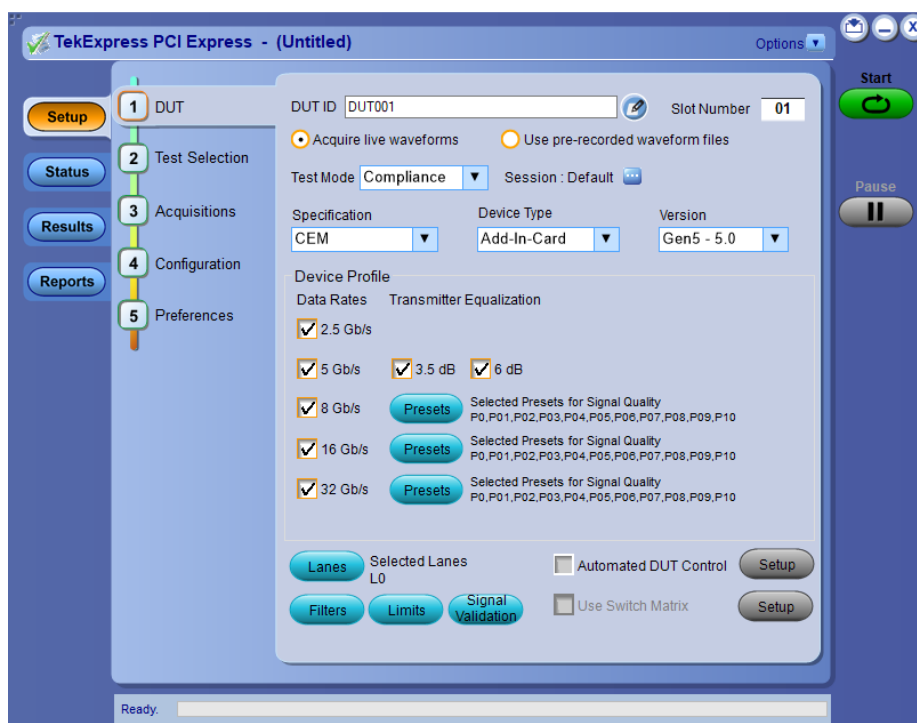 TekExpress PCI Express - (Untitled)
Options
Start
Pause
Setup
Status
Results
Reports
1 DUT
2 Test Selection
3 Acquisitions
4 Configuration
5 Preferences
DUT ID DUT001 Slot Number 01
Acquire live waveforms Use pre-recorded waveform files
Test Mode Compliance Session : Default
Specification Device Type Version
CEM Add-In-Card Gen5 - 5.0
Device Profile
Data Rates Transmitter Equalization
2.5 Gb/s
5 Gb/s 3.5 dB 6 dB
8 Gb/s Presets Selected Presets for Signal Quality
P0,P01,P02,P03,P04,P05,P06,P07,P08,P09,P10
16 Gb/s Presets Selected Presets for Signal Quality
P0,P01,P02,P03,P04,P05,P06,P07,P08,P09,P10
32 Gb/s Presets Selected Presets for Signal Quality
P0,P01,P02,P03,P04,P05,P06,P07,P08,P09,P10
Lanes Selected Lanes
L0
Automated DUT Control Setup
Filters Limits Signal Validation
Use Switch Matrix Setup
Ready.